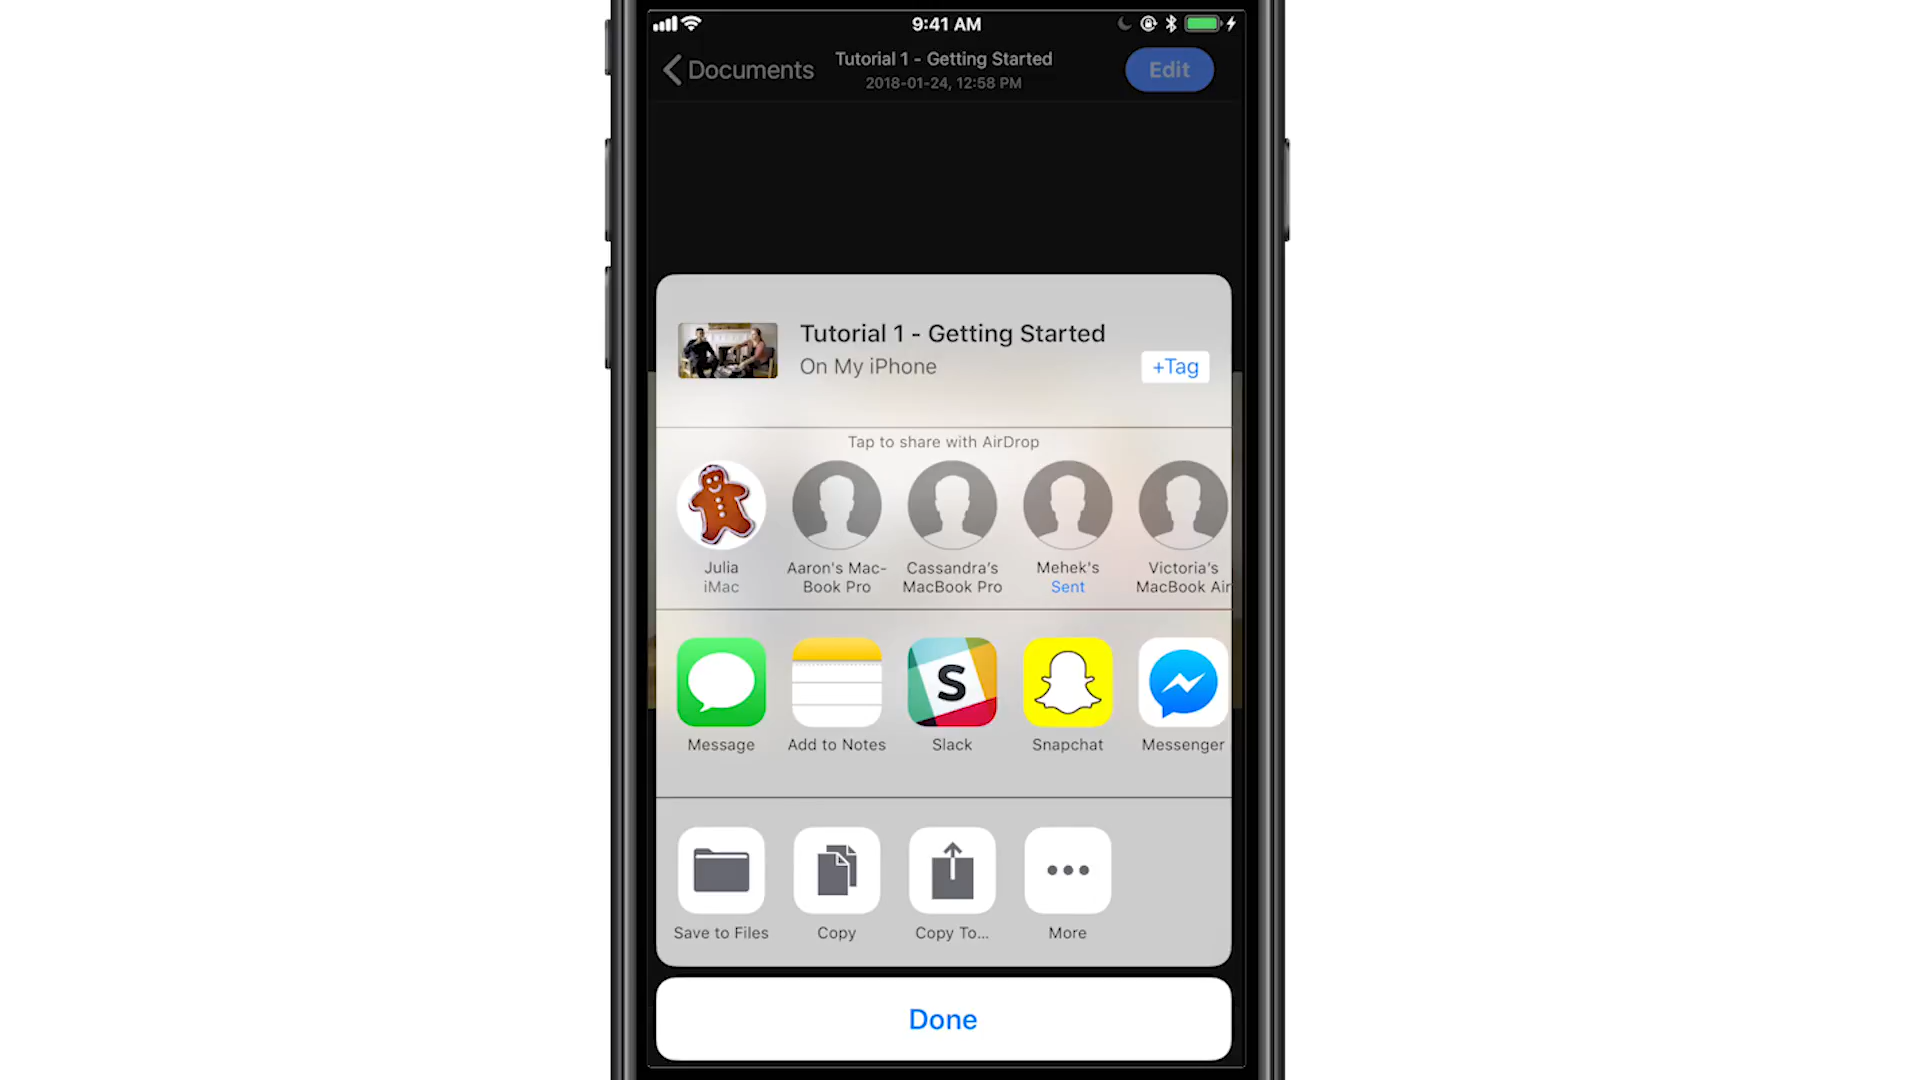 9:41 AM
Documents
Tutorial 1 - Getting Started
2018-01-24, 12:58 PM
Edit
Tutorial 1 - Getting Started
On My iPhone
+Tag
Tap to share with AirDrop
Julia
iMac
Aaron's Mac-
Book Pro
Cassandra's
MacBook Pro
Mehek's
Sent
Victoria's
MacBook Air
S
Message
Add to Notes
Slack
Snapchat
Messenger
Save to Files
Copy
Copy To...
More
Done